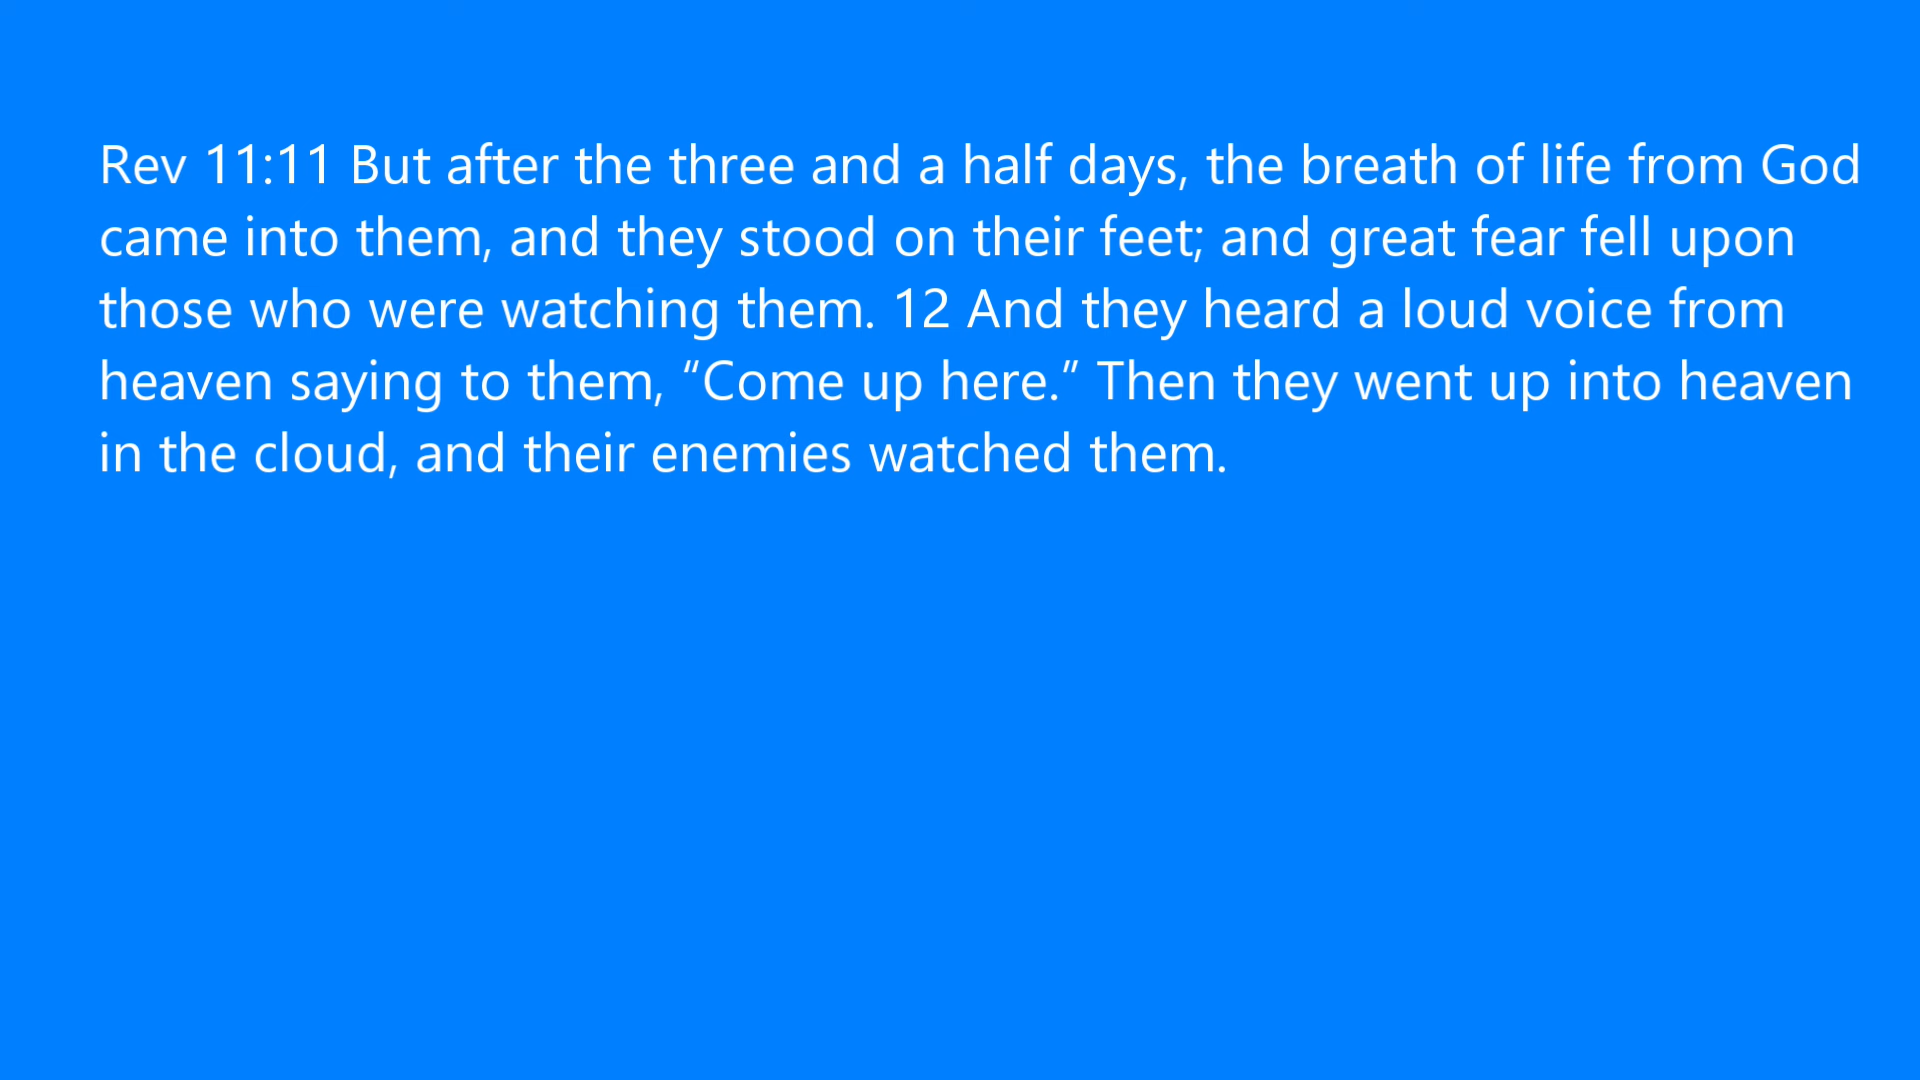 Rev 11:11 But after the three and a half days, the breath of life from God
came into them, and they stood on their feet; and great fear fell upon
those who were watching them. 12 And they heard a loud voice from
heaven saying to them, “Come up here.” Then they went up into heaven
in the cloud, and their enemies watched them.